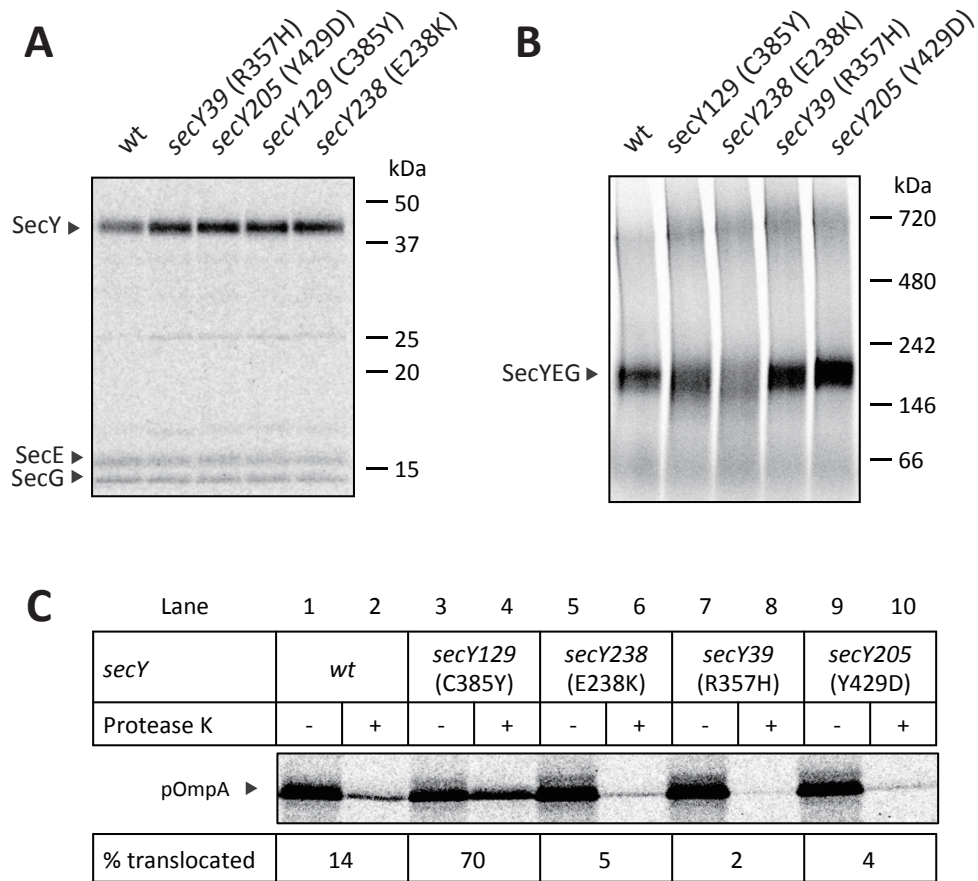 A
wt
secY39 (R357H)
secY205 (Y429D)
secY129 (C385Y)
secY238 (E238K)
kDa
SecY
50
37
25
20
SecE
SecG
15
B
wt
secY129 (C385Y)
secY238 (E238K)
secY39 (R357H)
secY205 (Y429D)
kDa
720
480
242
SecYEG
146
66
C
Lane 1 2 3 4 5 6 7 8 9 10
secY wt secY129 secY238 secY39 secY205
(C385Y) (E238K) (R357H) (Y429D)
Protease K - + - + - + - + - +
pOmpA
% translocated 14 70 5 2 4